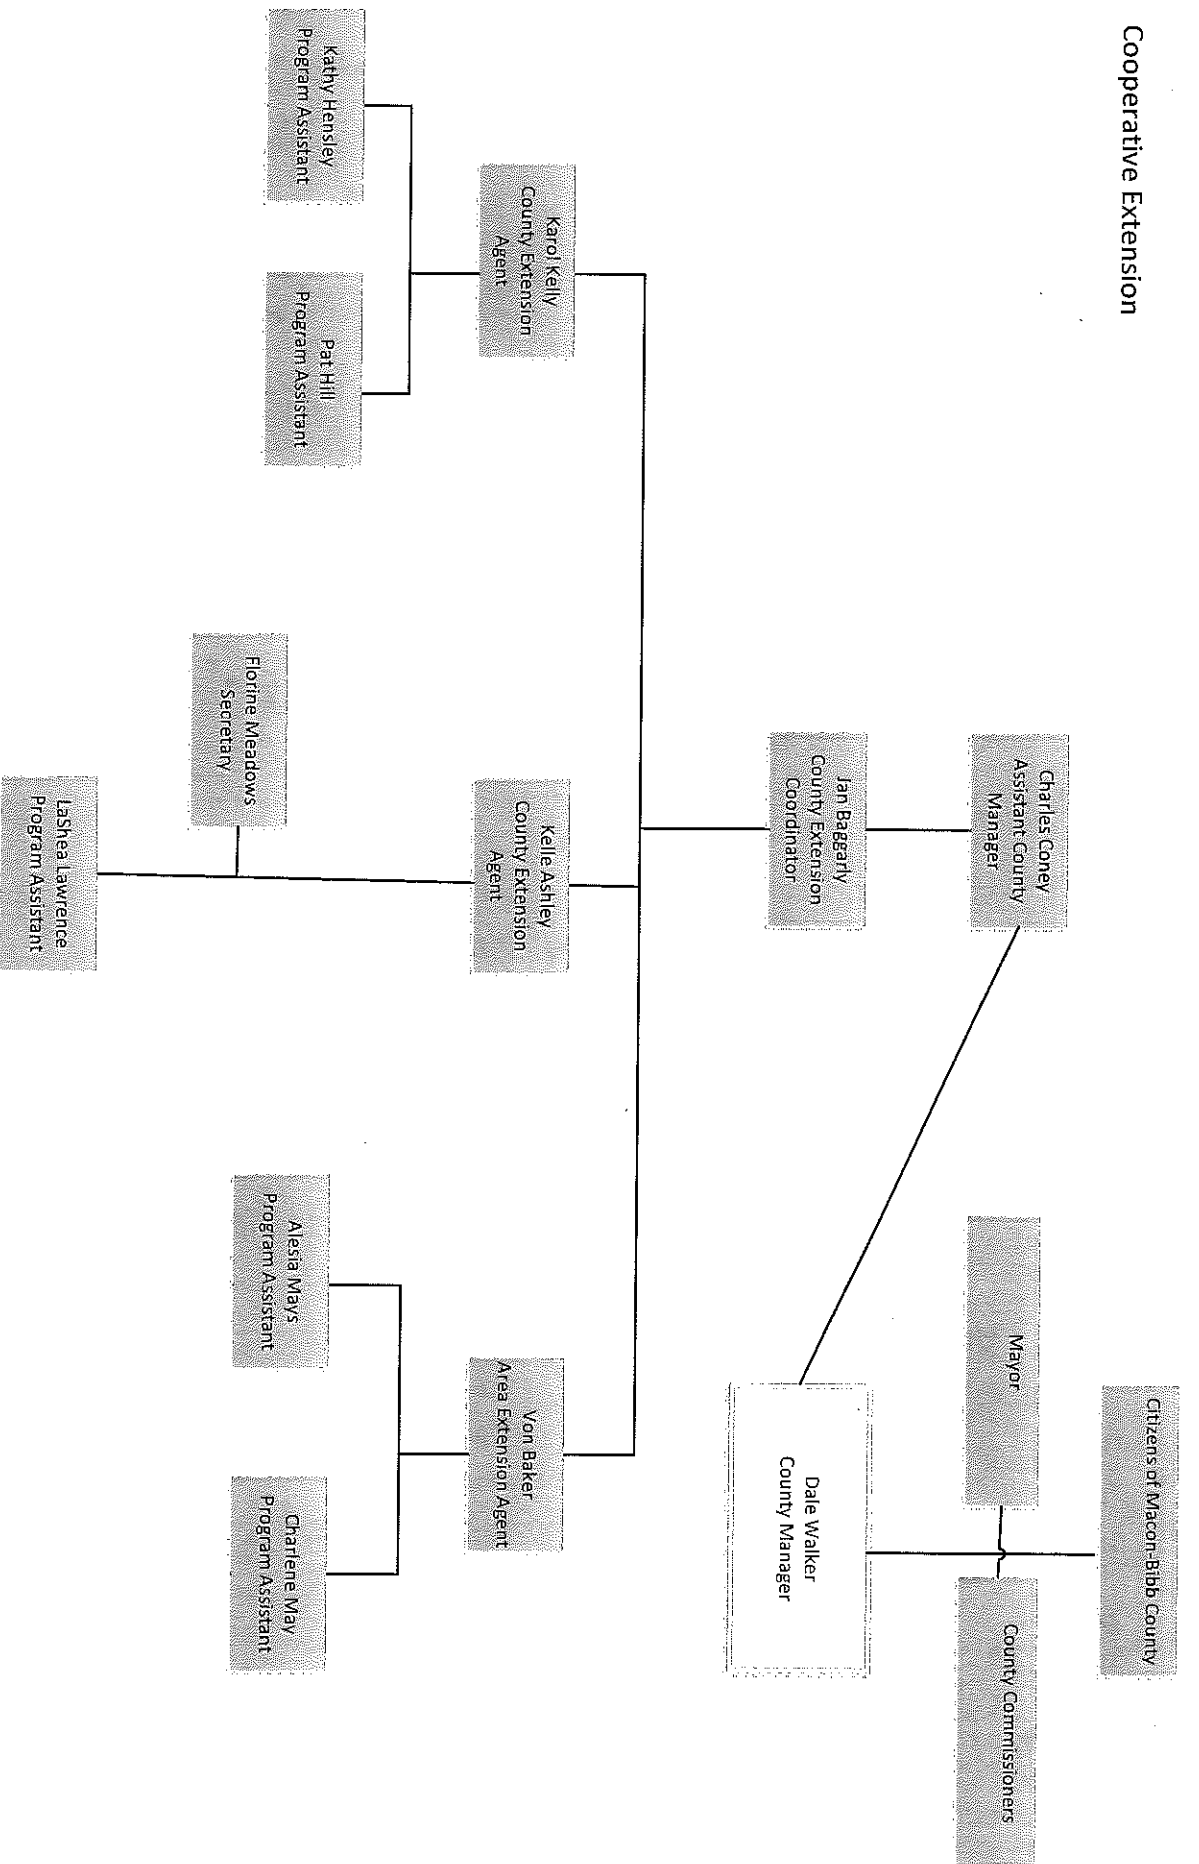 Cooperative Extension
Citizens of Macon-Bibb County
Mayor
County Commissioners
Dale Walker
County Manager
Charles Coney
Assistant County
Manager
Jan Baggarly
County Extension
Coordinator
Karol Kelly
County Extension
Agent
Kelle Ashley
County Extension
Agent
Von Baker
Area Extension Agent
Kathy Hensley
Program Assistant
Pat Hill
Program Assistant
Florine Meadows
Secretary
LaShea Lawrence
Program Assistant
Alesia Mays
Program Assistant
Charlene May
Program Assistant